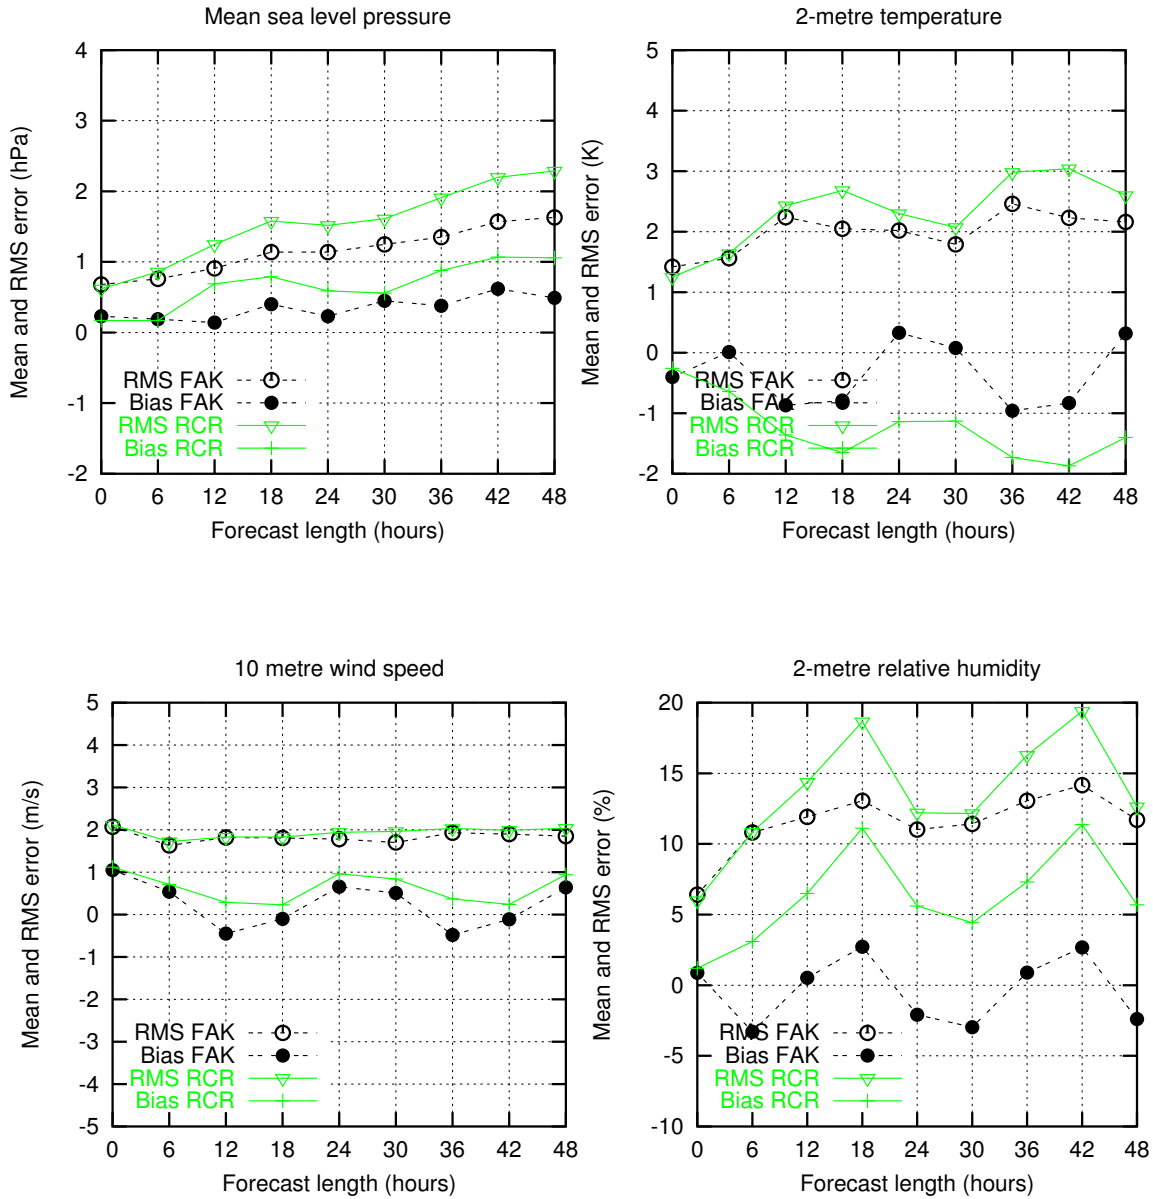 Mean sea level pressure
4
3
2
1
0
-1
-2
Mean and RMS error (hPa)
RMS FAK
Bias FAK
RMS RCR
Bias RCR
0 6 12 18 24 30 36 42 48
Forecast length (hours)
2-metre temperature
5
4
3
2
1
0
-1
-2
Mean and RMS error (K)
RMS FAK
Bias FAK
RMS RCR
Bias RCR
0 6 12 18 24 30 36 42 48
Forecast length (hours)
10 metre wind speed
5
4
3
2
1
0
-1
-2
-3
-4
-5
Mean and RMS error (m/s)
RMS FAK
Bias FAK
RMS RCR
Bias RCR
0 6 12 18 24 30 36 42 48
Forecast length (hours)
2-metre relative humidity
20
15
10
5
0
-5
-10
Mean and RMS error (%)
RMS FAK
Bias FAK
RMS RCR
Bias RCR
0 6 12 18 24 30 36 42 48
Forecast length (hours)